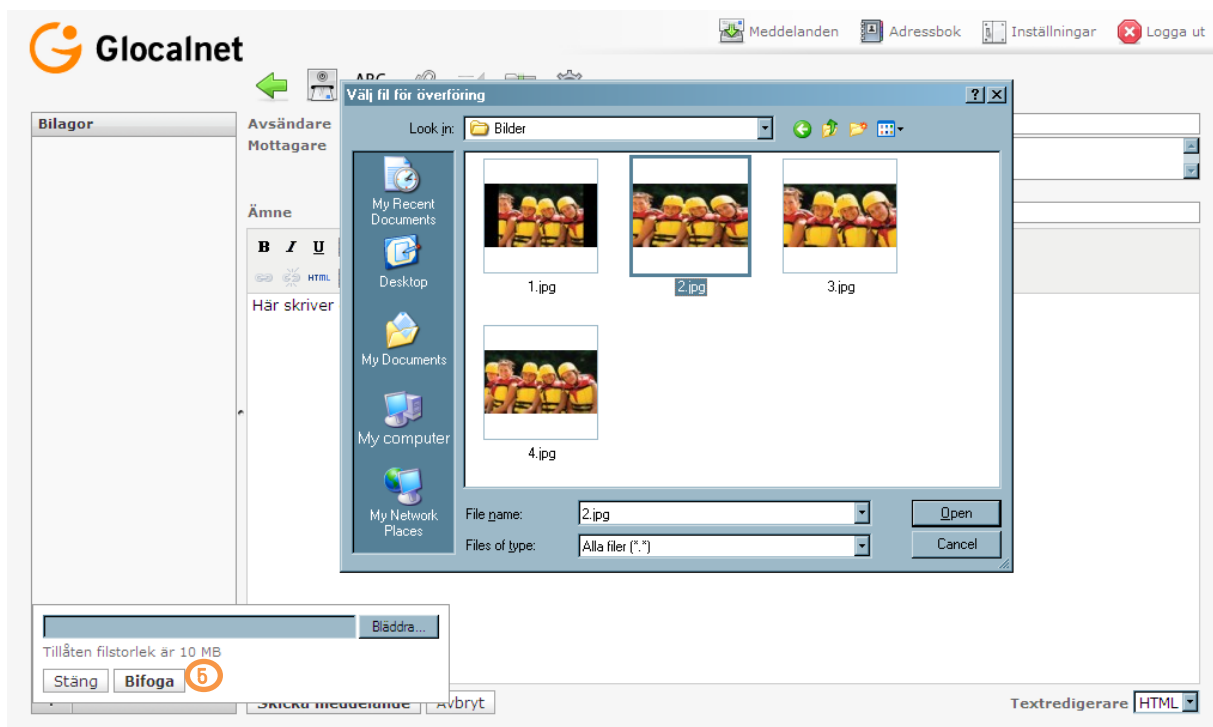 Glocalnet
Meddelanden
Adressbok
Inställningar
Logga ut
ABC
Bilagor
Avsändare
Mottagare
Ämne
B I U
HTML
Här skriver
Välj fil för överföring
Look in:
Bilder
My Recent
Documents
Desktop
My Documents
My computer
My Network
Places
1.jpg
2.jpg
3.jpg
4.jpg
File name:
2.jpg
Open
Files of type:
Alla filer (*.*)
Cancel
Bläddra...
Tillåten filstorlek är 10 MB
Stäng
Bifoga
5
Skicka meddelande
Avbryt
Textredigerare
HTML